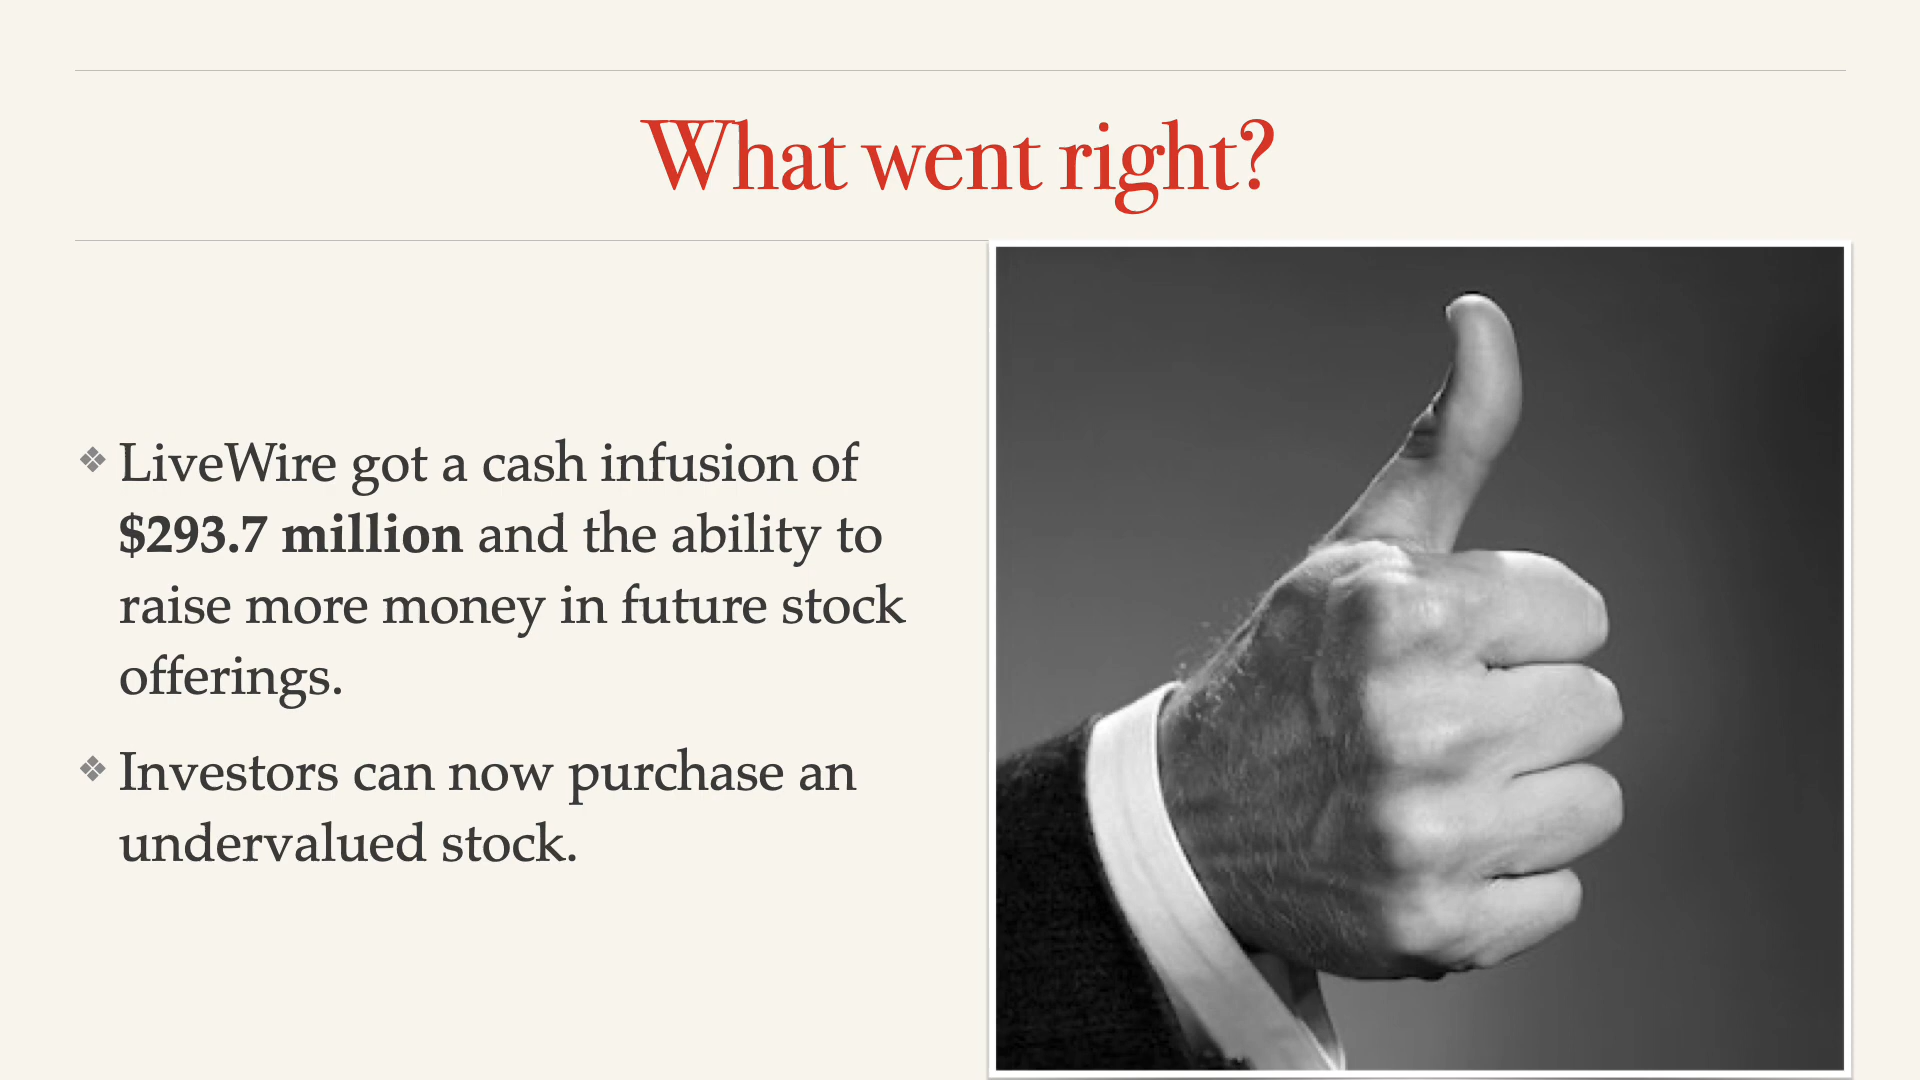 What went right?
❖ LiveWire got a cash infusion of
$293.7 million and the ability to
raise more money in future stock
offerings.
❖ Investors can now purchase an
undervalued stock.